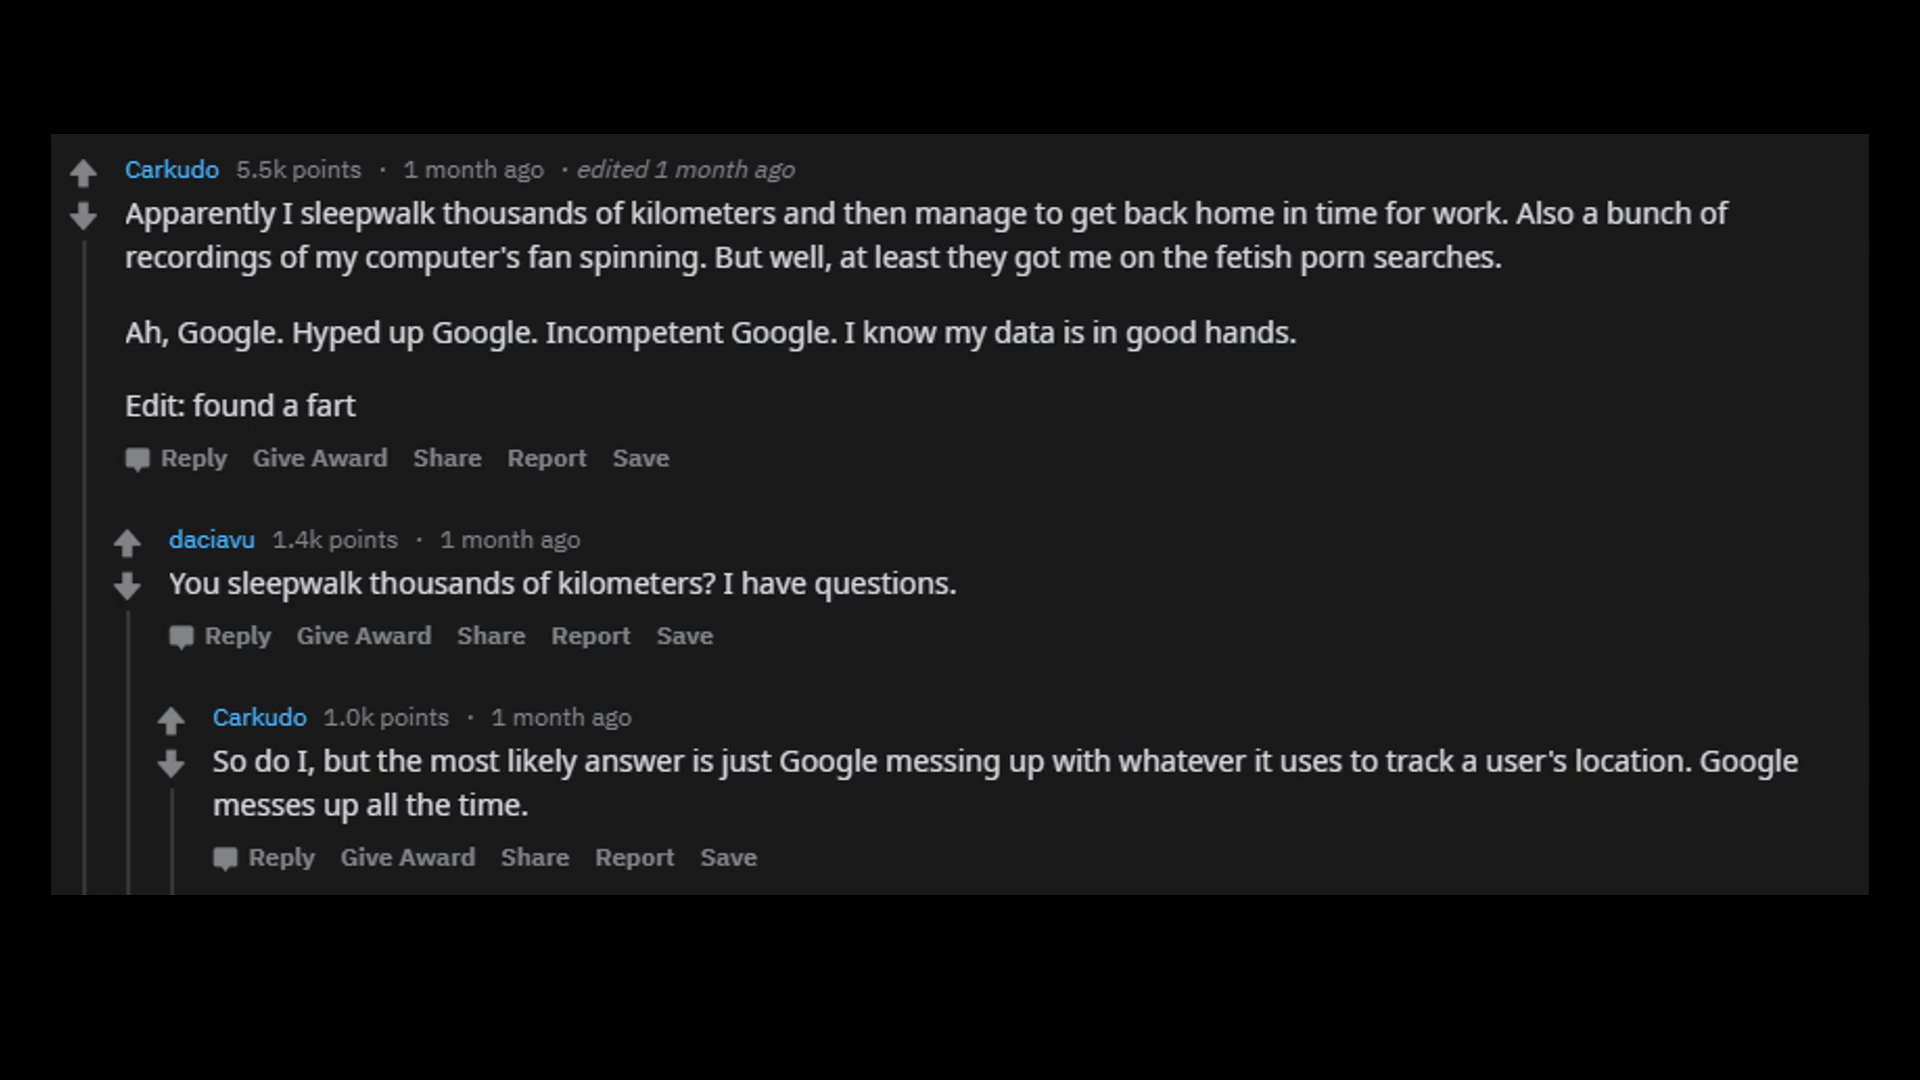 Carkudo 5.5k points · 1 month ago · edited 1 month ago
Apparently I sleepwalk thousands of kilometers and then manage to get back home in time for work. Also a bunch of
recordings of my computer's fan spinning. But well, at least they got me on the fetish porn searches.
Ah, Google. Hyped up Google. Incompetent Google. I know my data is in good hands.
Edit: found a fart
Reply Give Award Share Report Save
daciavu 1.4k points · 1 month ago
You sleepwalk thousands of kilometers? I have questions.
Reply Give Award Share Report Save
Carkudo 1.0k points · 1 month ago
So do I, but the most likely answer is just Google messing up with whatever it uses to track a user's location. Google
messes up all the time.
Reply Give Award Share Report Save